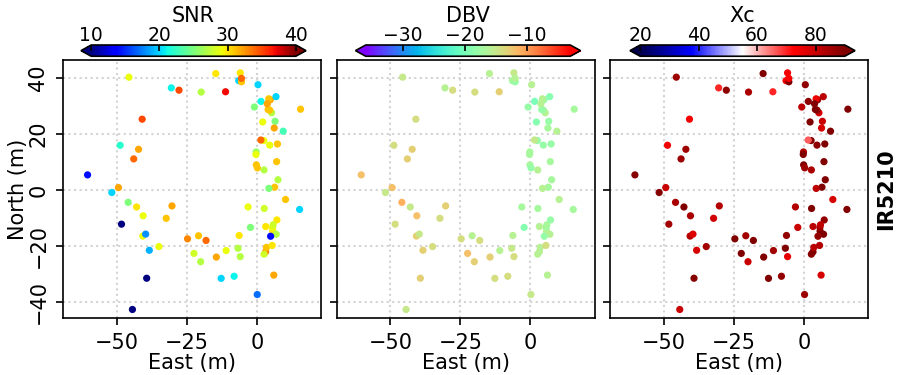 SNR DBV Xc
10 20 30 40 −30 −20 −10 20 40 60 80
40
20
0
−20
−40
North (m)
IR5210
−50 −25 0 −50 −25 0 −50 −25 0
East (m) East (m) East (m)